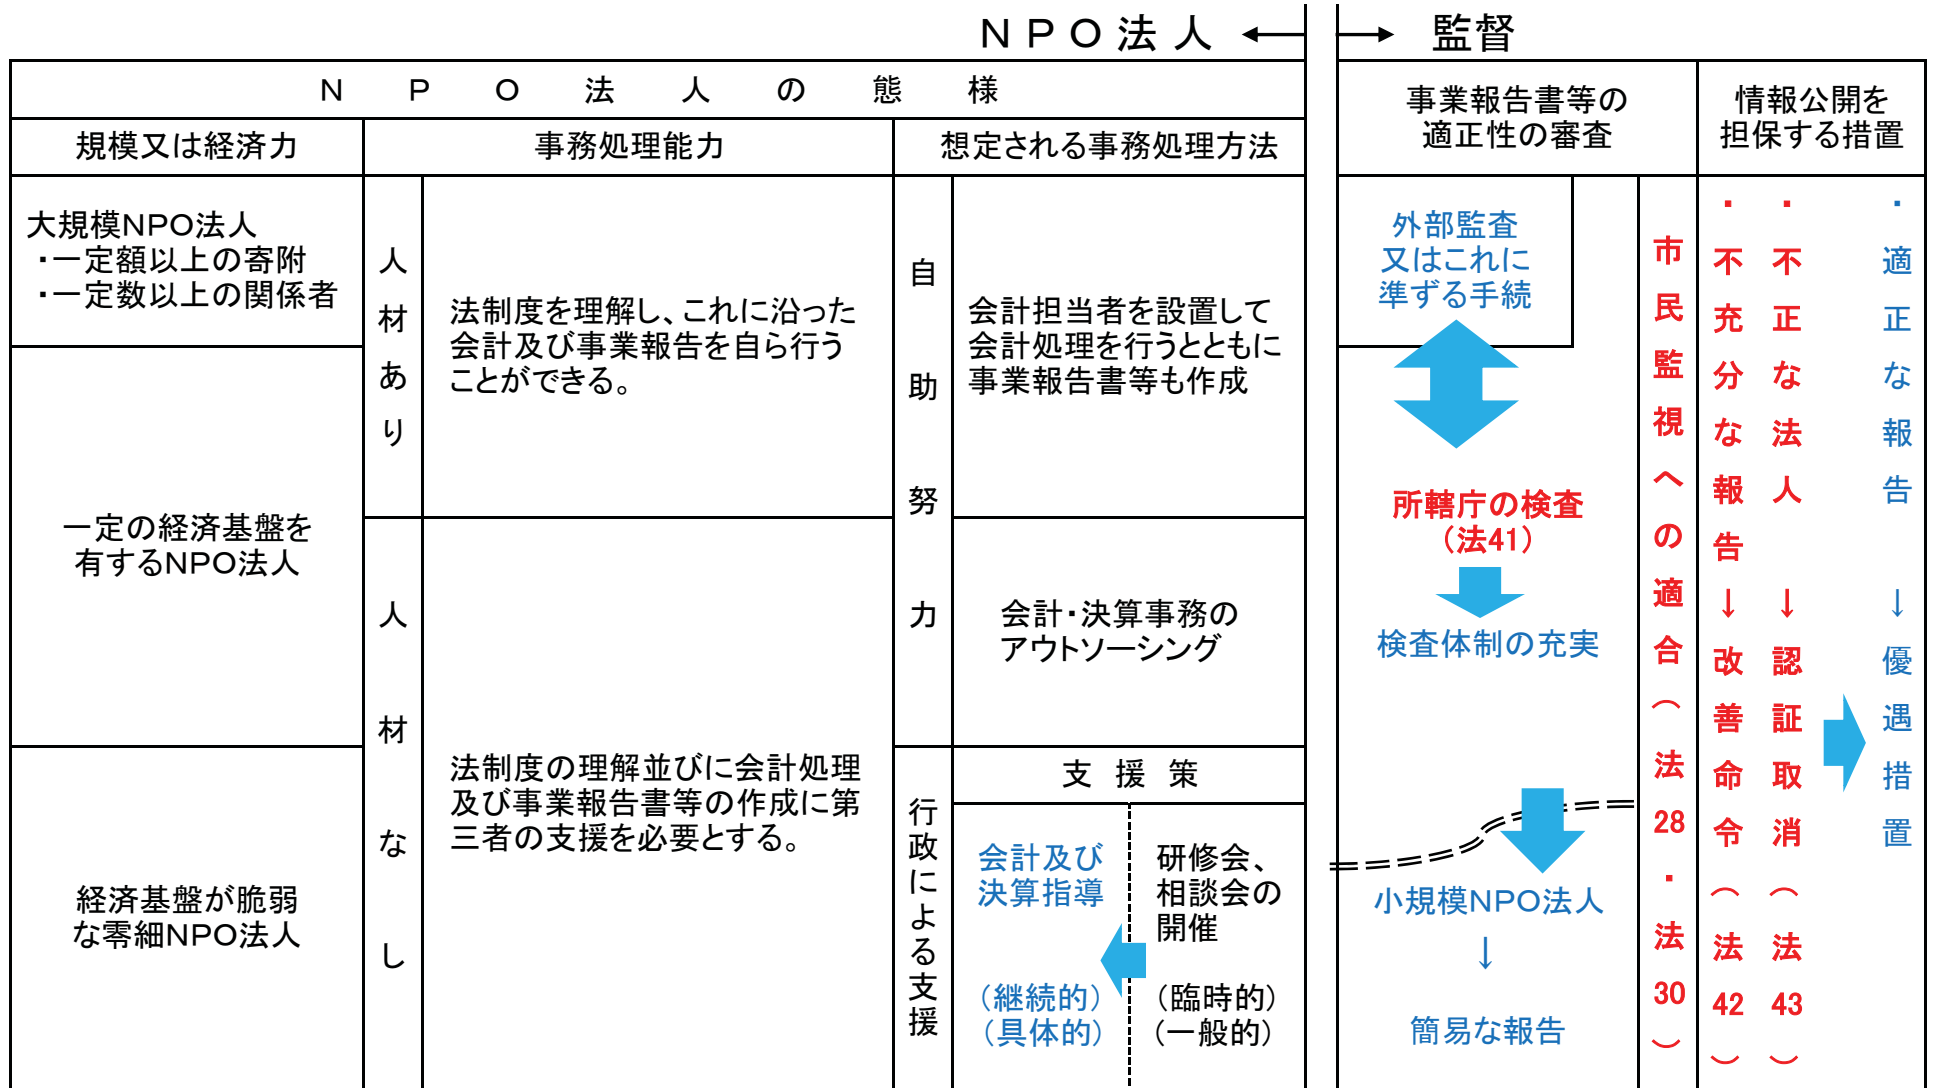 NPO法人 ←
→ 監督
NPO法人の態様
規模又は経済力
事務処理能力
想定される事務処理方法
事業報告書等の
適正性の審査
情報公開を
担保する措置
大規模NPO法人
・一定額以上の寄附
・一定数以上の関係者
一定の経済基盤を
有するNPO法人
経済基盤が脆弱
な零細NPO法人
人材あり
法制度を理解し、これに沿った
会計及び事業報告を自ら行う
ことができる。
人材なし
法制度の理解並びに会計処理
及び事業報告書等の作成に第
三者の支援を必要とする。
自助努力
会計担当者を設置して
会計処理を行うとともに
事業報告書等も作成
会計・決算事務の
アウトソーシング
行政による支援
支援策
会計及び
決算指導
(継続的)
(具体的)
研修会、
相談会の
開催
(臨時的)
(一般的)
外部監査
又はこれに
準ずる手続
所轄庁の検査
(法41)
検査体制の充実
小規模NPO法人
↓
簡易な報告
市民監視への適合(法28・法30)
・不充分な報告→改善命令(法42)
・不正な法人→認証取消(法43)
・適正な報告→優遇措置